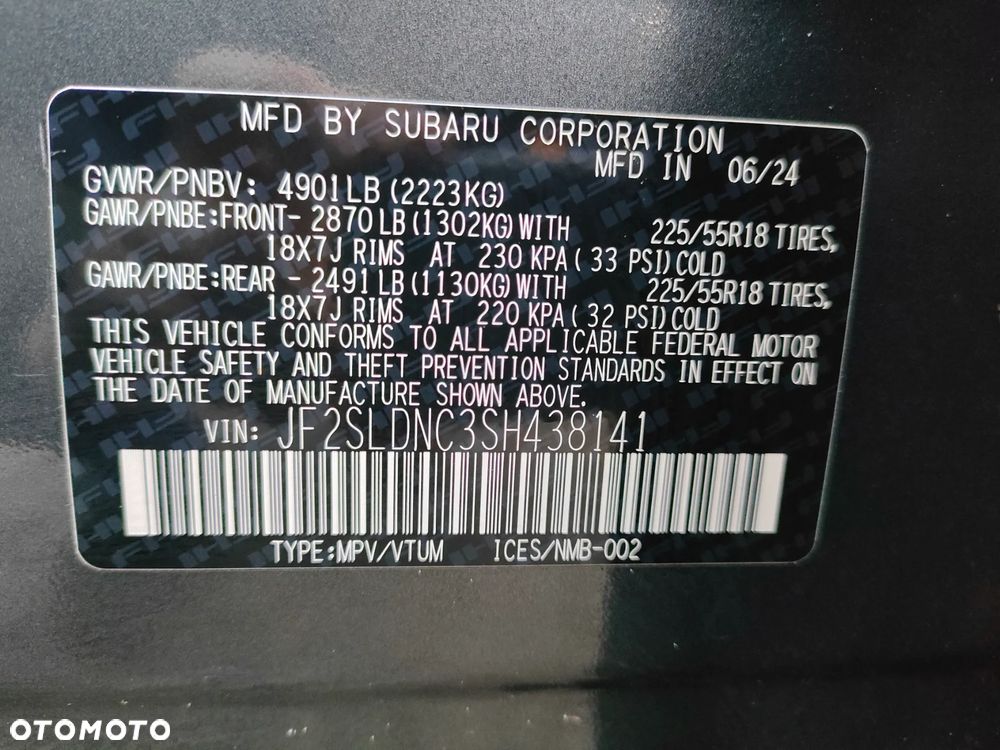 MFD BY SUBARU CORPORATION
MFD IN 06/24
GVWR/PNBV: 4901LB (2223KG)
GAWR/PNBE:FRONT- 2870LB (1302KG) WITH 225/55R18 TIRES,
18X7J RIMS AT 230 KPA ( 33 PSI) COLD
GAWR/PNBE:REAR - 2491LB (1130KG) WITH 225/55R18 TIRES,
18X7J RIMS AT 220 KPA ( 32 PSI) COLD
THIS VEHICLE CONFORMS TO ALL APPLICABLE FEDERAL MOTOR
VEHICLE SAFETY AND THEFT PREVENTION STANDARDS IN EFFECT ON
THE DATE OF MANUFACTURE SHOWN ABOVE.
VIN: JF2SLDNC3SH438141
TYPE:MPV/VTUM ICES/NMB-002
OTOMOTO